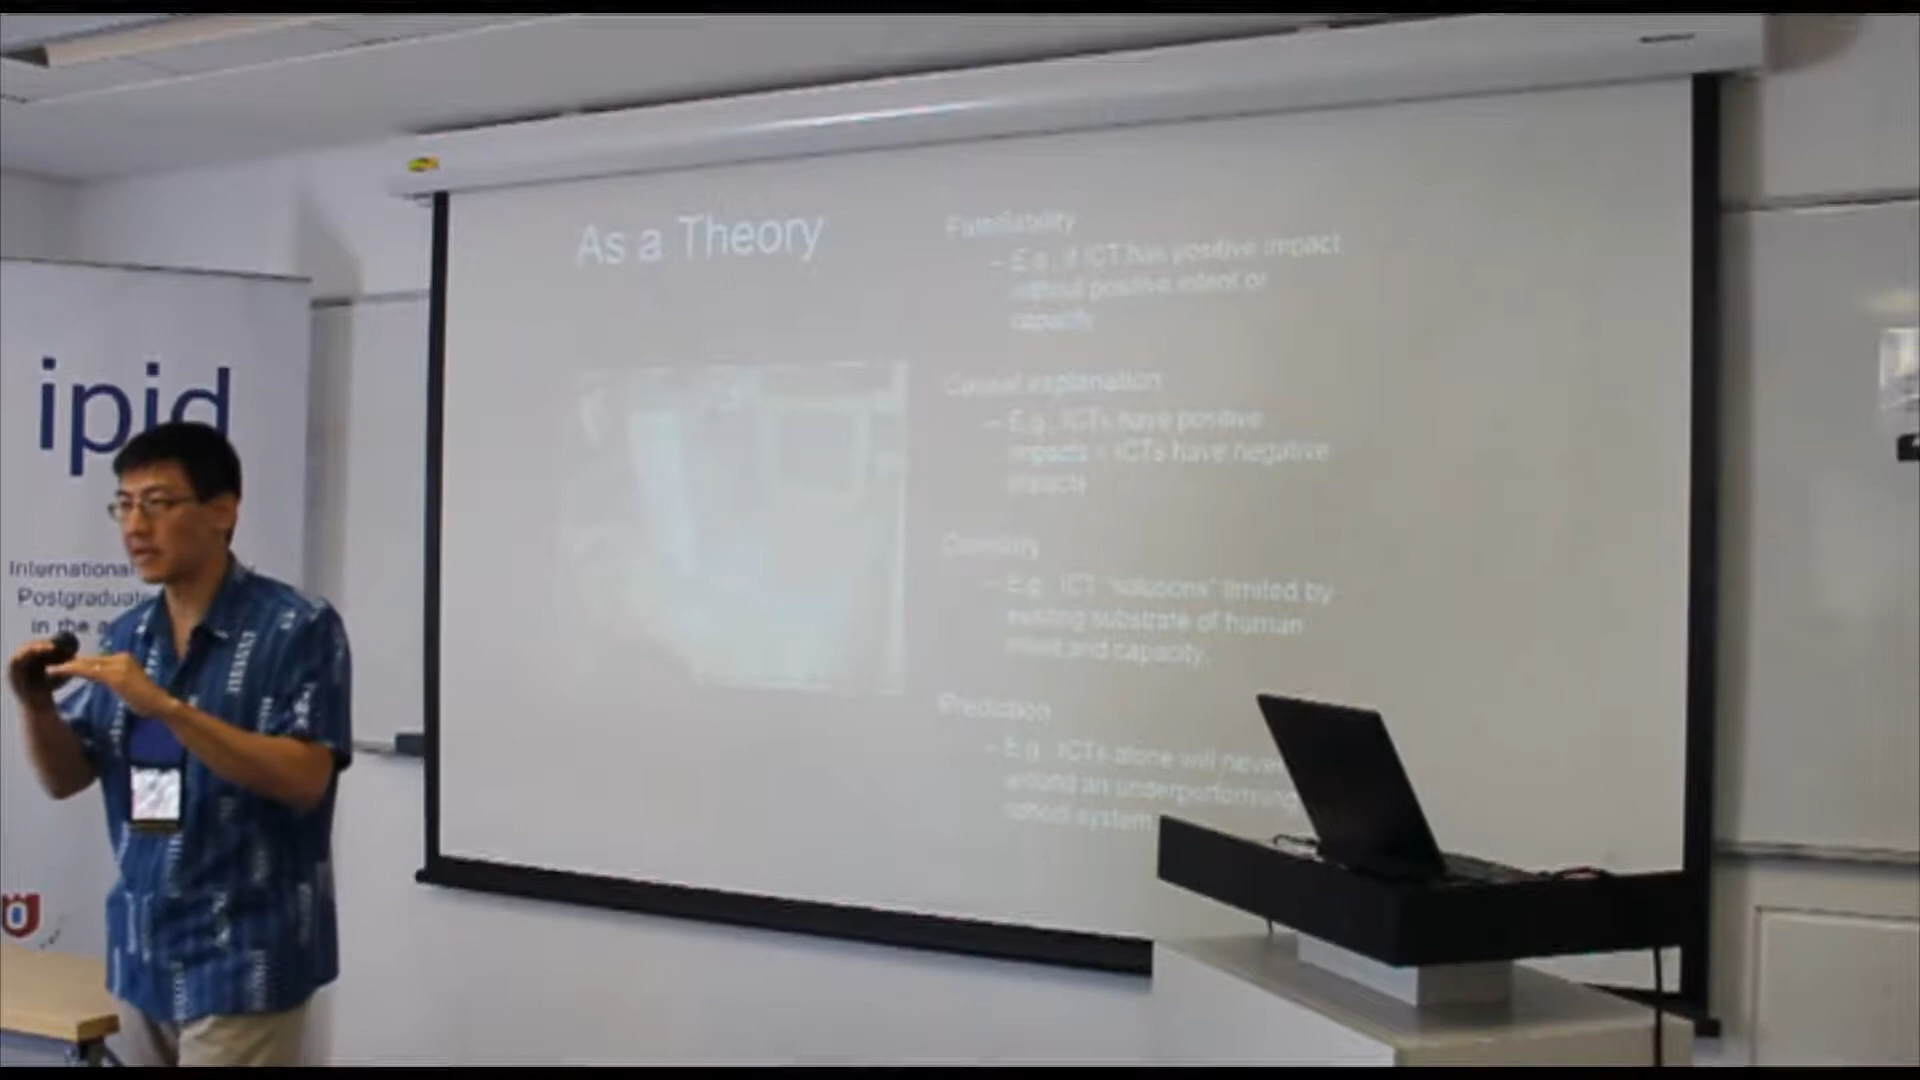 ipid
International
Postgraduate
in the
As a Theory
Falsifiability
– E.g., if ICT has positive impact
without positive intent or
capacity
Causal explanation
– E.g., ICTs have positive
impacts + ICTs have negative
impacts
– E.g., ICT "solutions" limited by
existing substrate of human
intent and capacity.
Prediction
– E.g., ICTs alone will never
around an underperforming
school system.